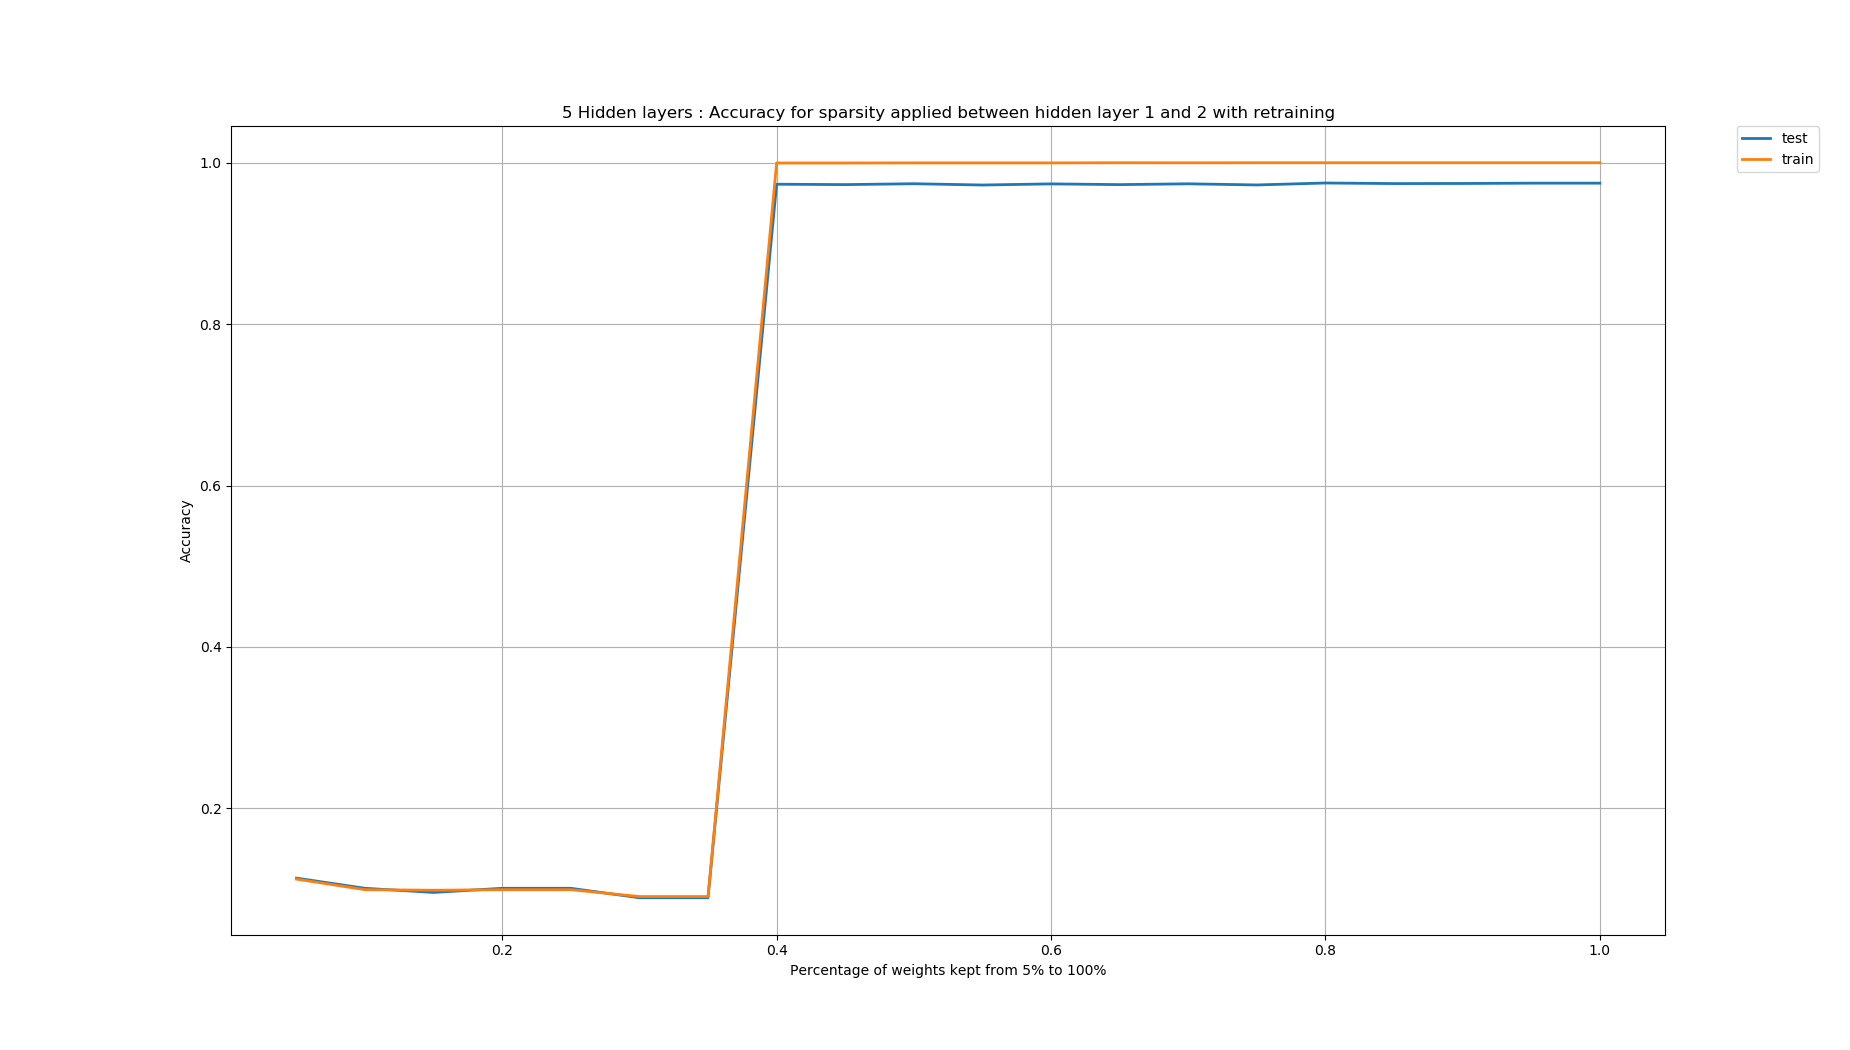 5 Hidden layers : Accuracy for sparsity applied between hidden layer 1 and 2 with retraining
test
train
1.0
0.8
0.6
0.4
0.2
Accuracy
0.2 0.4 0.6 0.8 1.0
Percentage of weights kept from 5% to 100%